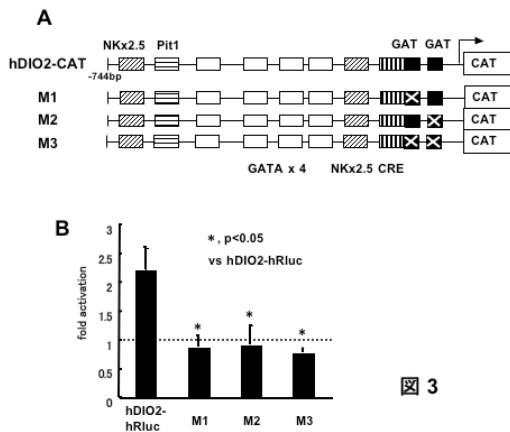 A
NKx2.5 Pit1 GAT GAT
hDIO2-CAT CAT
-744bp
M1 CAT
M2 CAT
M3 CAT
GATA x 4 NKx2.5 CRE
B
*, p<0.05
vs hDIO2-hRluc
fold activation
3
2.5
2
1.5
1
0.5
0
* * *
hDIO2-
hRluc M1 M2 M3
図 3